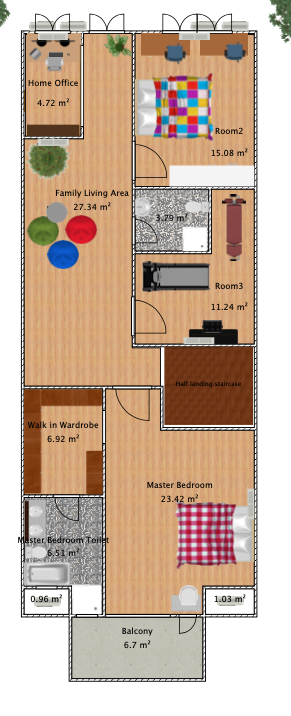 Home Office
4.72 m²
Room2
15.08 m²
Family Living Area
27.34 m²
3.79 m²
Room3
11.24 m²
Half landing staircase
Walk in Wardrobe
6.92 m²
Master Bedroom
23.42 m²
Master Bedroom Toilet
6.51 m²
0.96 m²
1.03 m²
Balcony
6.7 m²